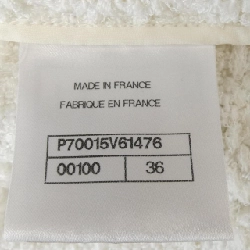 MADE IN FRANCE
FABRIQUE EN FRANCE
P70015V61476
00100 36